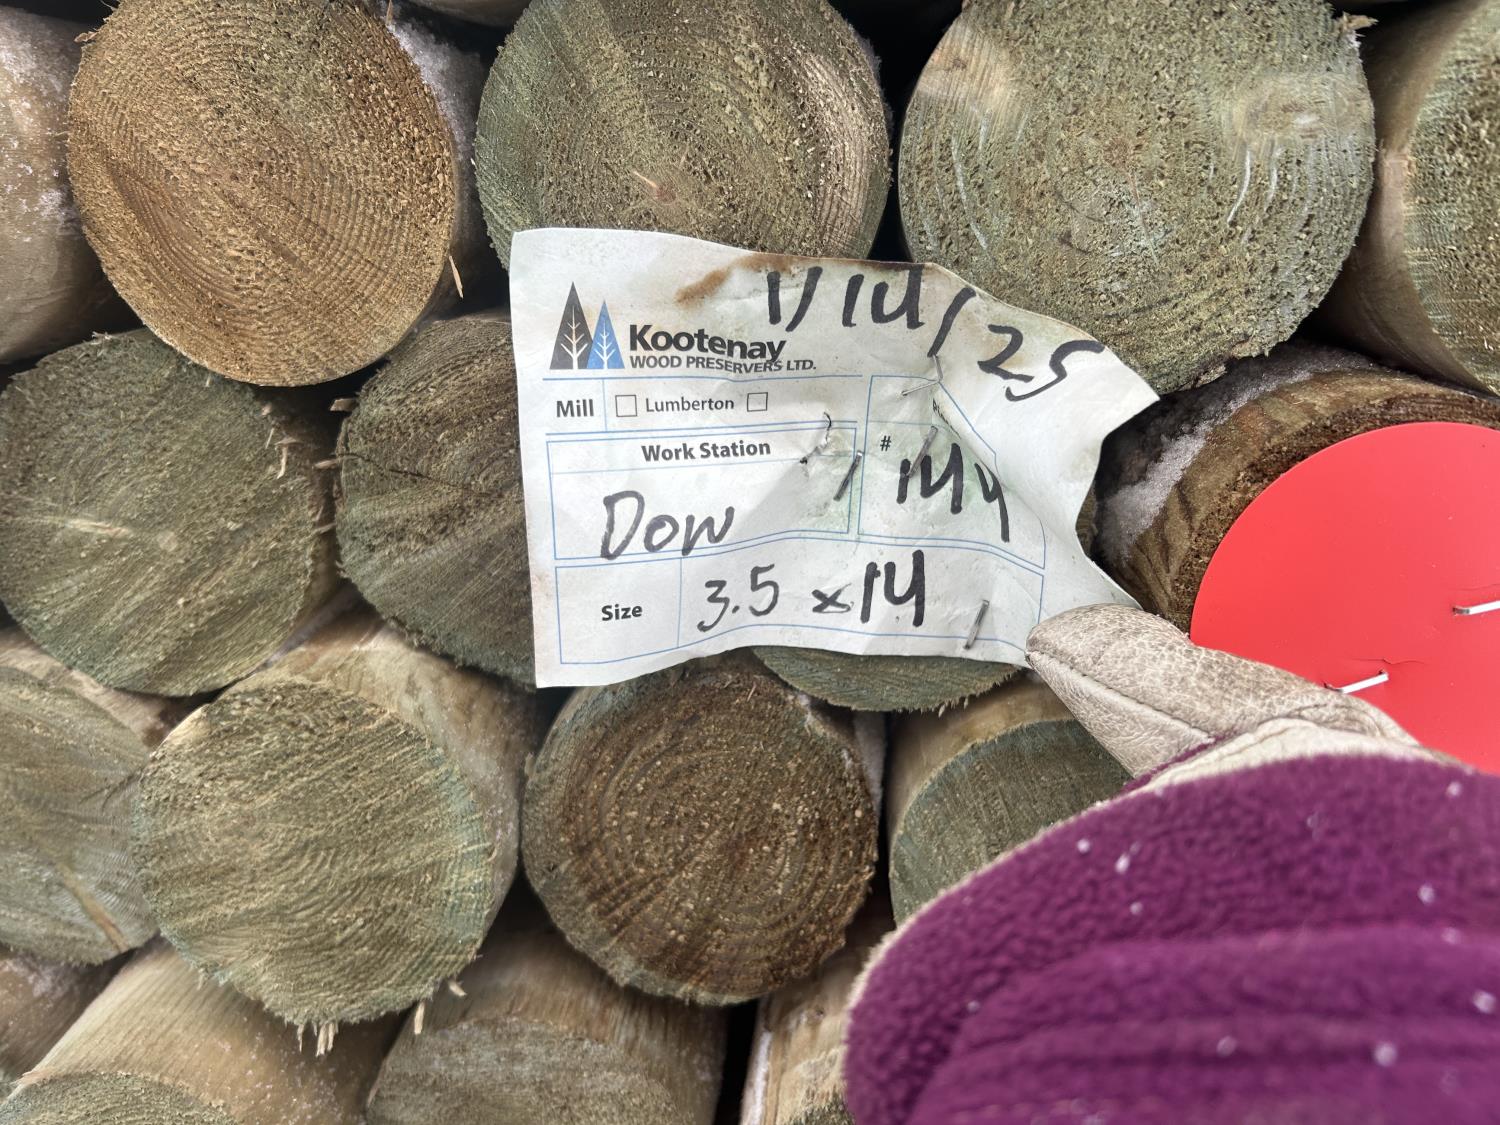 1/14/25
Kootenay
WOOD PRESERVERS LTD.
Mill Lumberton
Work Station
#
144
Dow
Size 3.5 x 14